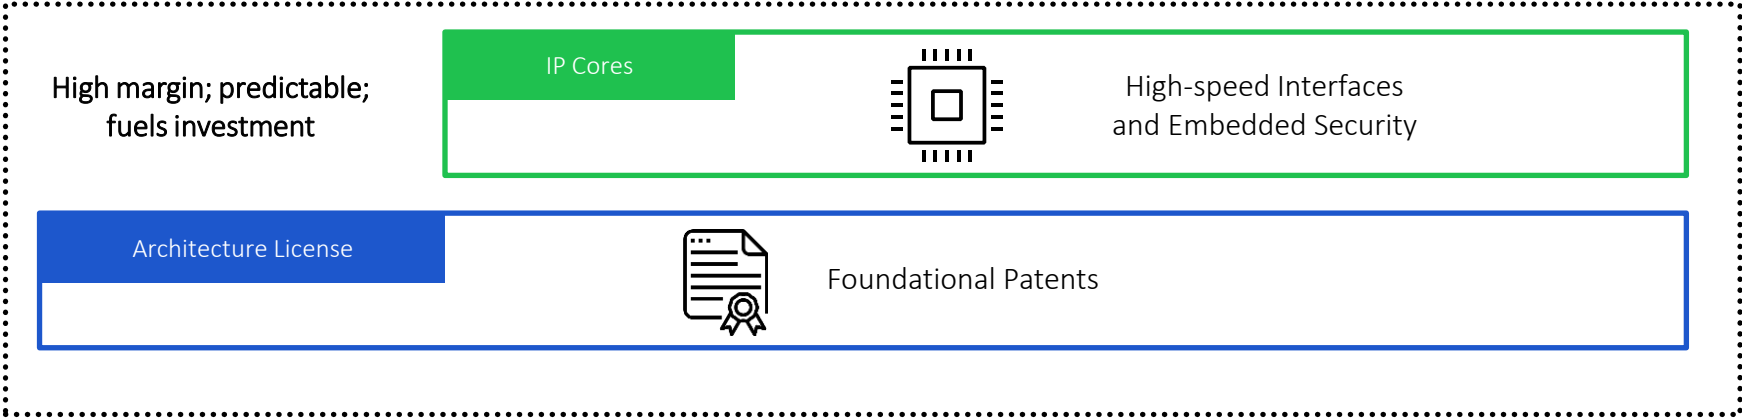 High margin; predictable;
fuels investment
IP Cores
High-speed Interfaces
and Embedded Security
Architecture License
Foundational Patents